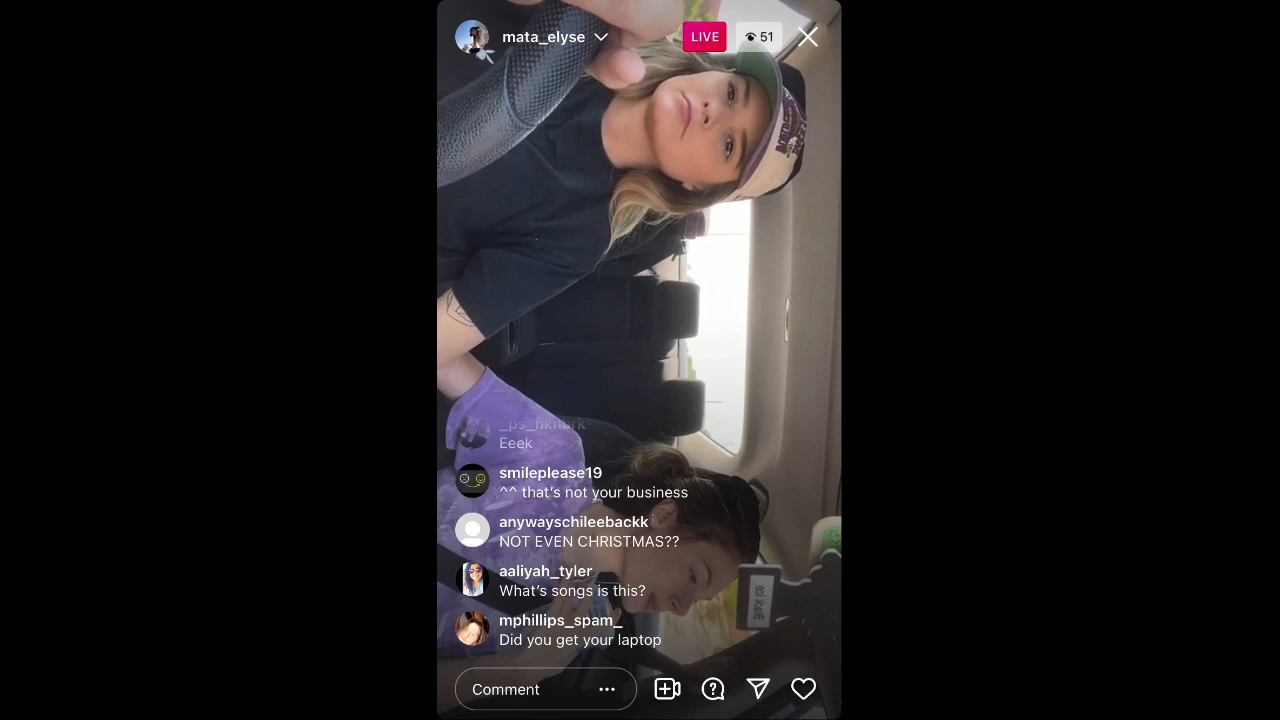 mata_elyse
LIVE
51
_ps_hknbrk
Eeek
smileplease19
^^ that's not your business
anywayschileebackk
NOT EVEN CHRISTMAS??
aaliyah_tyler
What's songs is this?
mphillips_spam_
Did you get your laptop
Comment